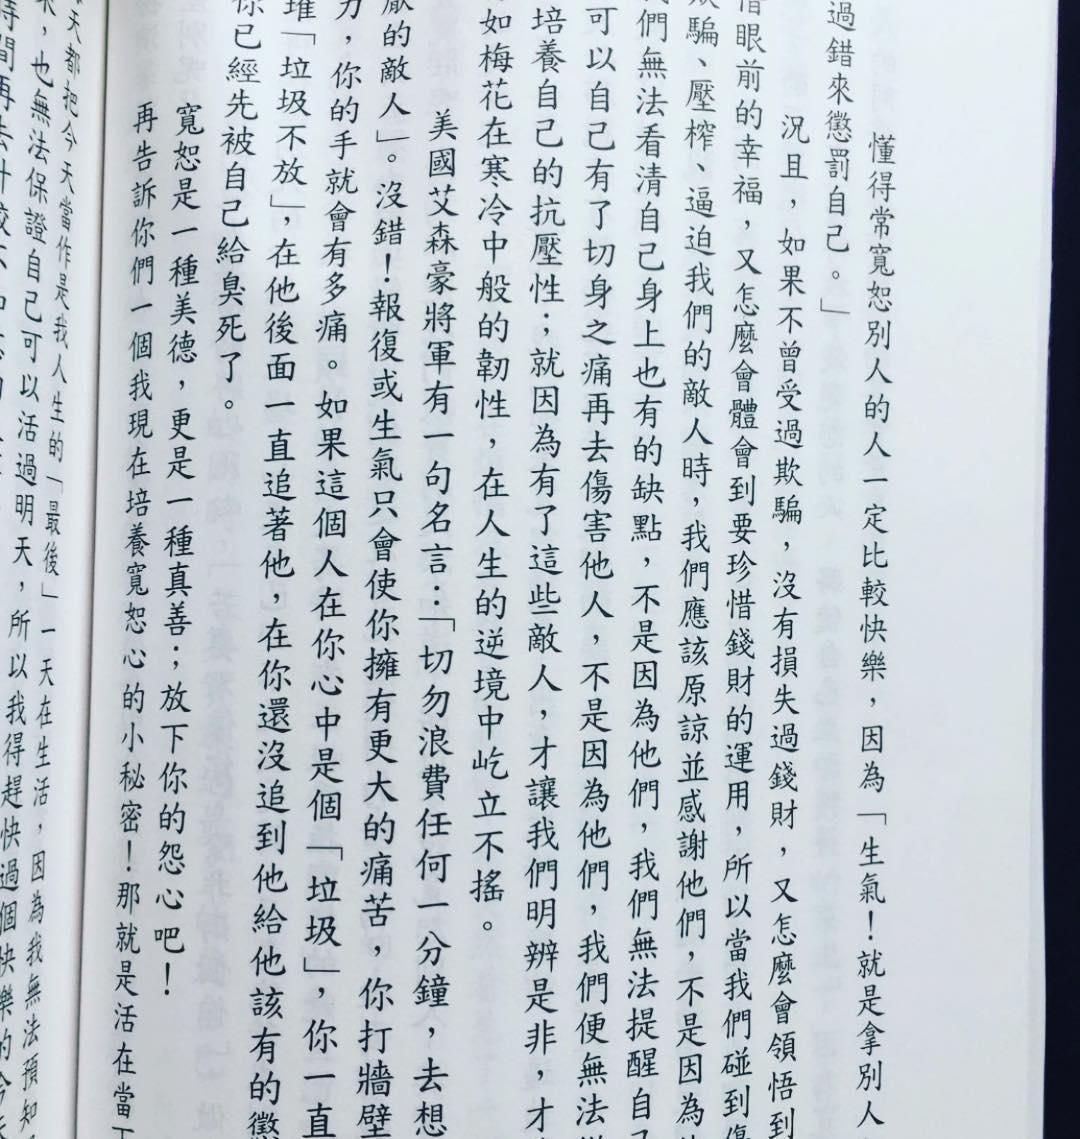 懂得常寬恕別人的人一定比較快樂，因為「生氣！就是拿別人
過錯來懲罰自己。」
況且，如果不曾受過欺騙，沒有損失過錢財，又怎麼會領悟到
惜眼前的幸福，又怎麼會體會到要珍惜錢財的運用，所以當我們碰到傷
欺騙、壓榨、逼迫我們的敵人時，我們應該原諒並感謝他們，不是因為
們無法看清自己身上也有的缺點，不是因為他們，我們無法提醒自己
可以自己有了切身之痛再去傷害他人，不是因為他們，我們便無法
培養自己的抗壓性；就因為有了這些敵人，才讓我們明辨是非，才
如梅花在寒冷中般的韌性，在人生的逆境中屹立不搖。
美國艾森豪將軍有一句名言：「切勿浪費任何一分鐘，去想
厭的敵人」。沒錯！報復或生氣只會使你擁有更大的痛苦，你打牆壁
力，你的手就會有多痛。如果這個人在你心中是個「垃圾」，你一直
堆「垃圾不放」，在他後面一直追著他，在你還沒追到他給他該有的懲
你已經先被自己給臭死了。
寬恕是一種美德，更是一種真善；放下你的怨心吧！
再告訴你們一個我現在培養寬恕心的小秘密！那就是活在當下
天都把今天當作是我人生的「最後」一天在生活，因為我無法預知
，也無法保證自己可以活過明天，所以我得趕快過個快樂的今
時間再去計較